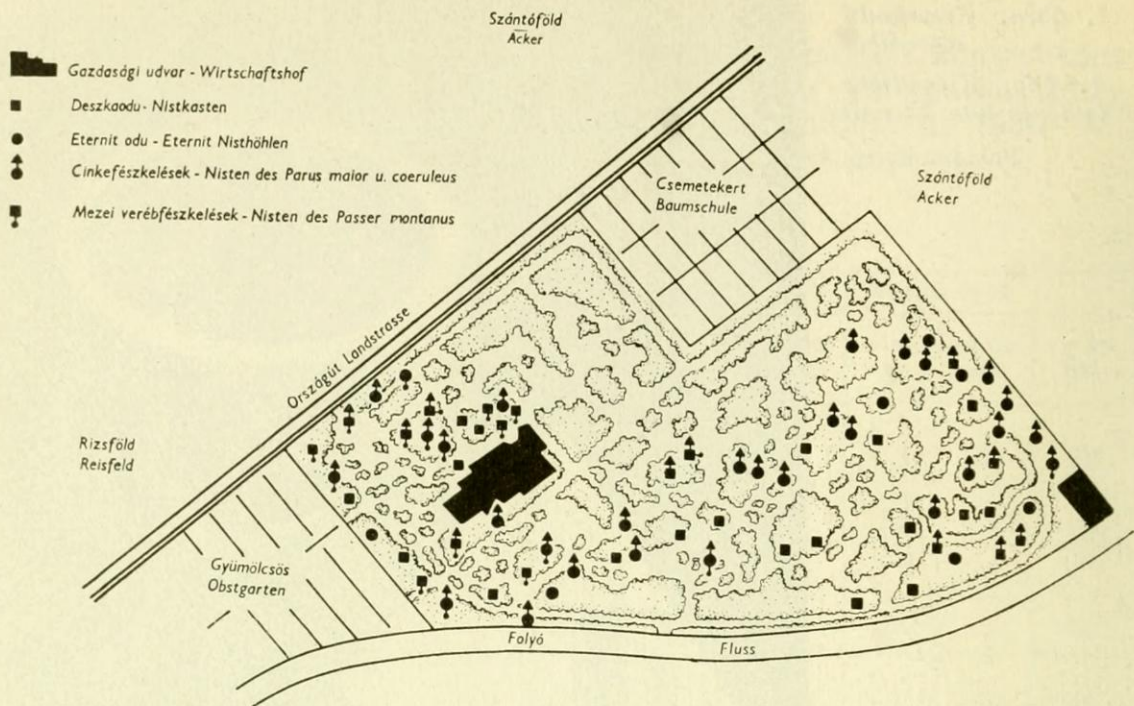 Szántóföld
Acker
Gazdasági udvar - Wirtschaftshof
Deszkaodu - Nistkasten
Eternit odu - Eternit Nisthöhlen
Cinkefészkelések - Nisten des Parus maior u. coeruleus
Mezei verébfészkelések - Nisten des Passer montanus
Csemetekert
Baumschule
Szántóföld
Acker
Országút Landstrasse
Rizsföld
Reisfeld
Gyümölcsös
Obstgarten
Folyó
Fluss